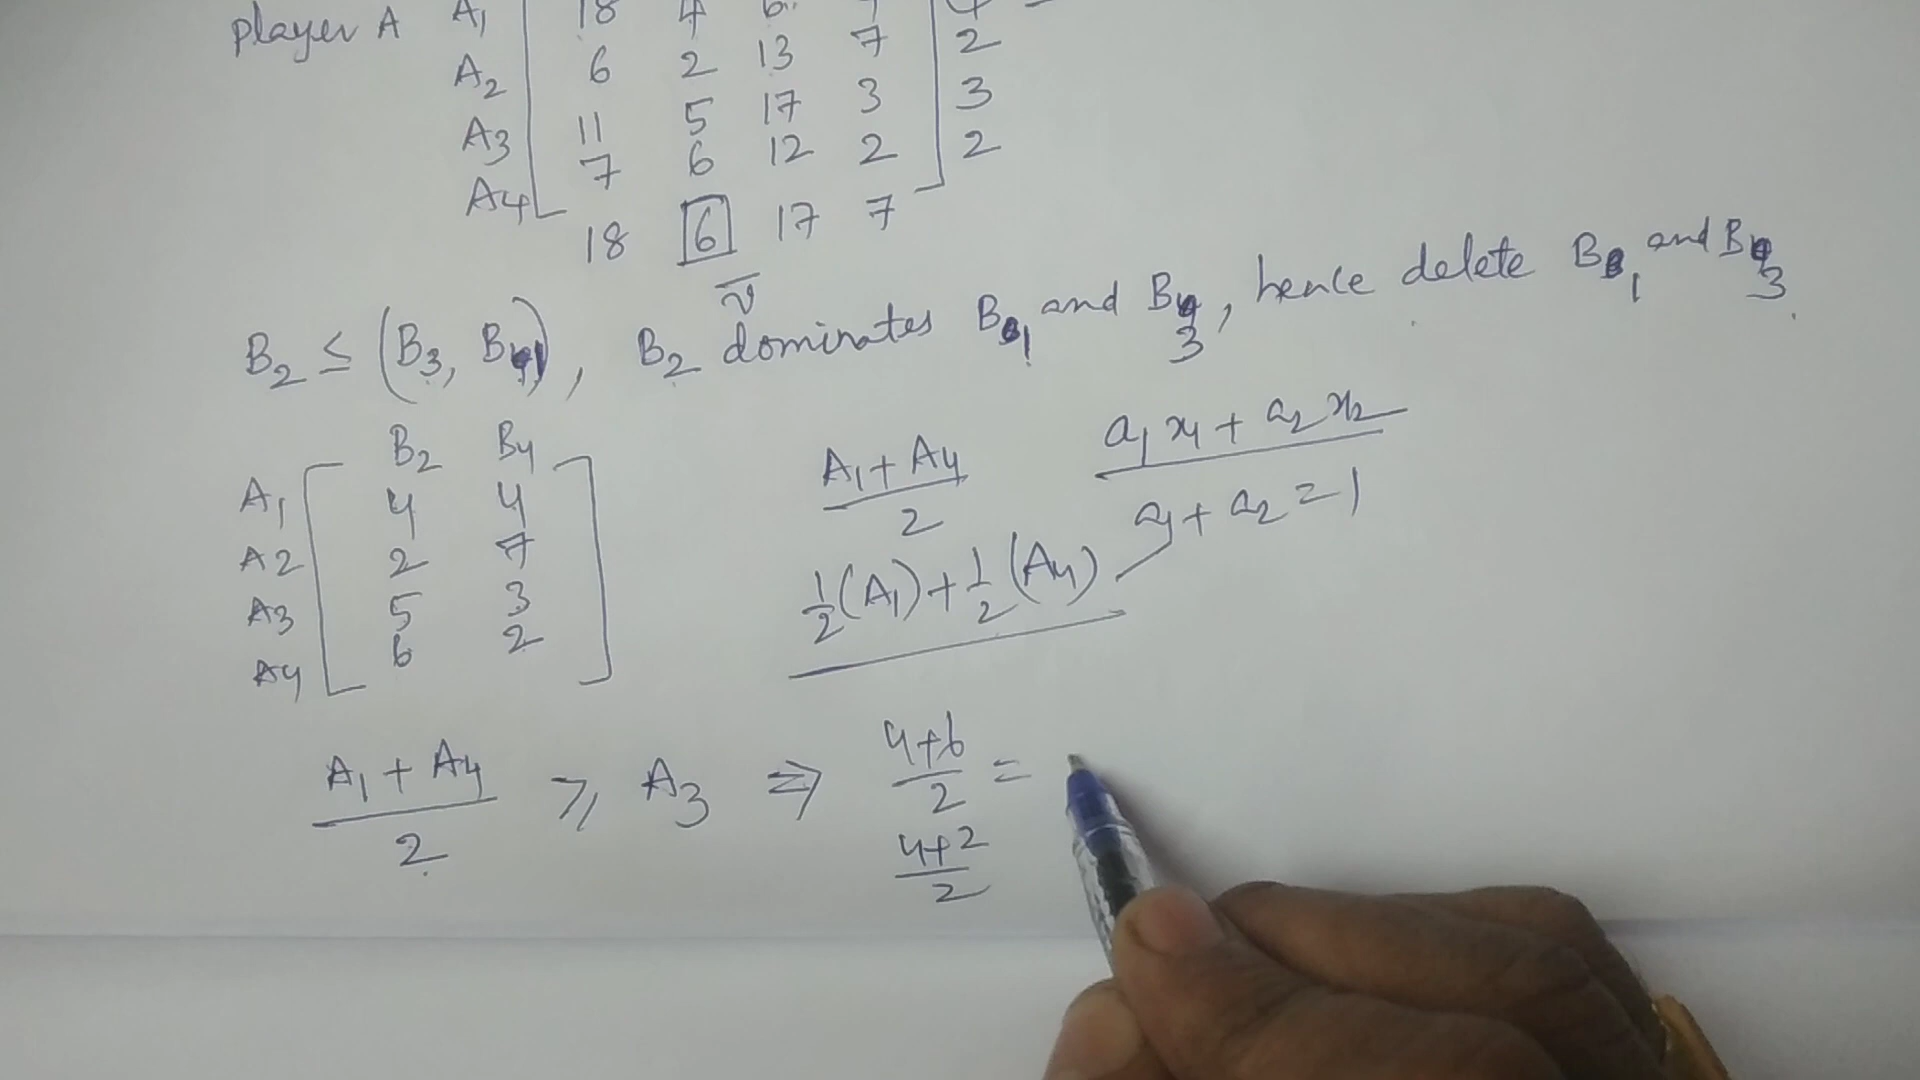 player A A1 18 4 6
A2 6 2 13 7 2
A3 11 5 17 3 3
A4 7 6 12 2 2
18 6 17 7
v̄
B2 ≤ (B3, B1), B2 dominates B1 and B3, hence delete B1 and B3.
B2 B4
A1 4 4
A2 2 7
A3 5 3
A4 6 2
(A1 + A4)/2
(a1 x1 + a2 x2)
a1 + a2 = 1
1/2 (A1) + 1/2 (A4)
(A1 + A4)/2 ≥ A3 ⇒ (4+6)/2 =
(4+2)/2